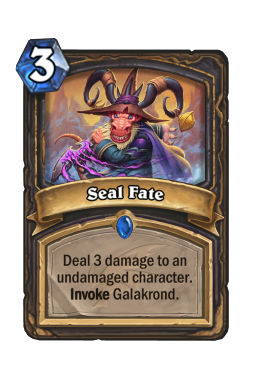 3
Seal Fate
Deal 3 damage to an
undamaged character.
Invoke Galakrond.